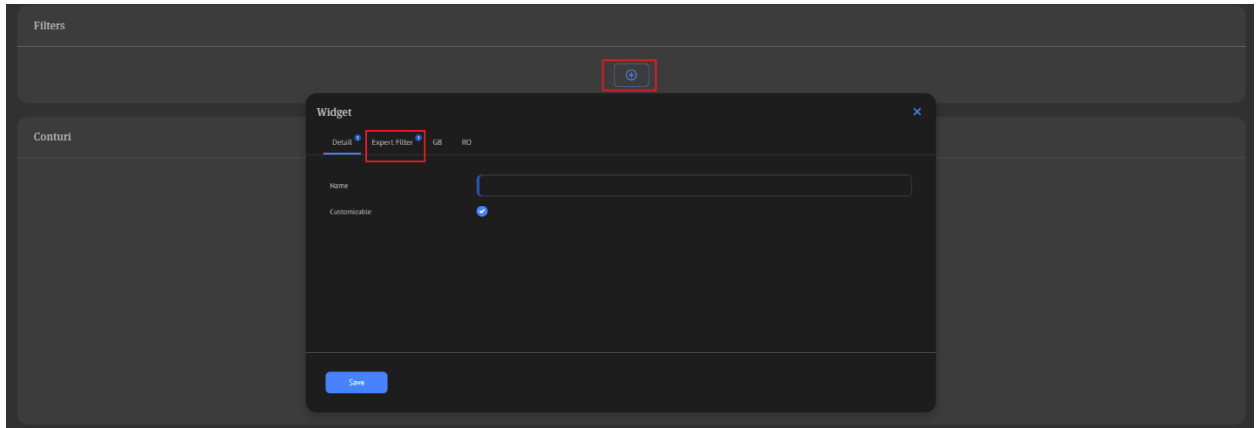 Filters
Conturi
Widget
Detail Expert Filter GB RO
Name
Customizable
Save